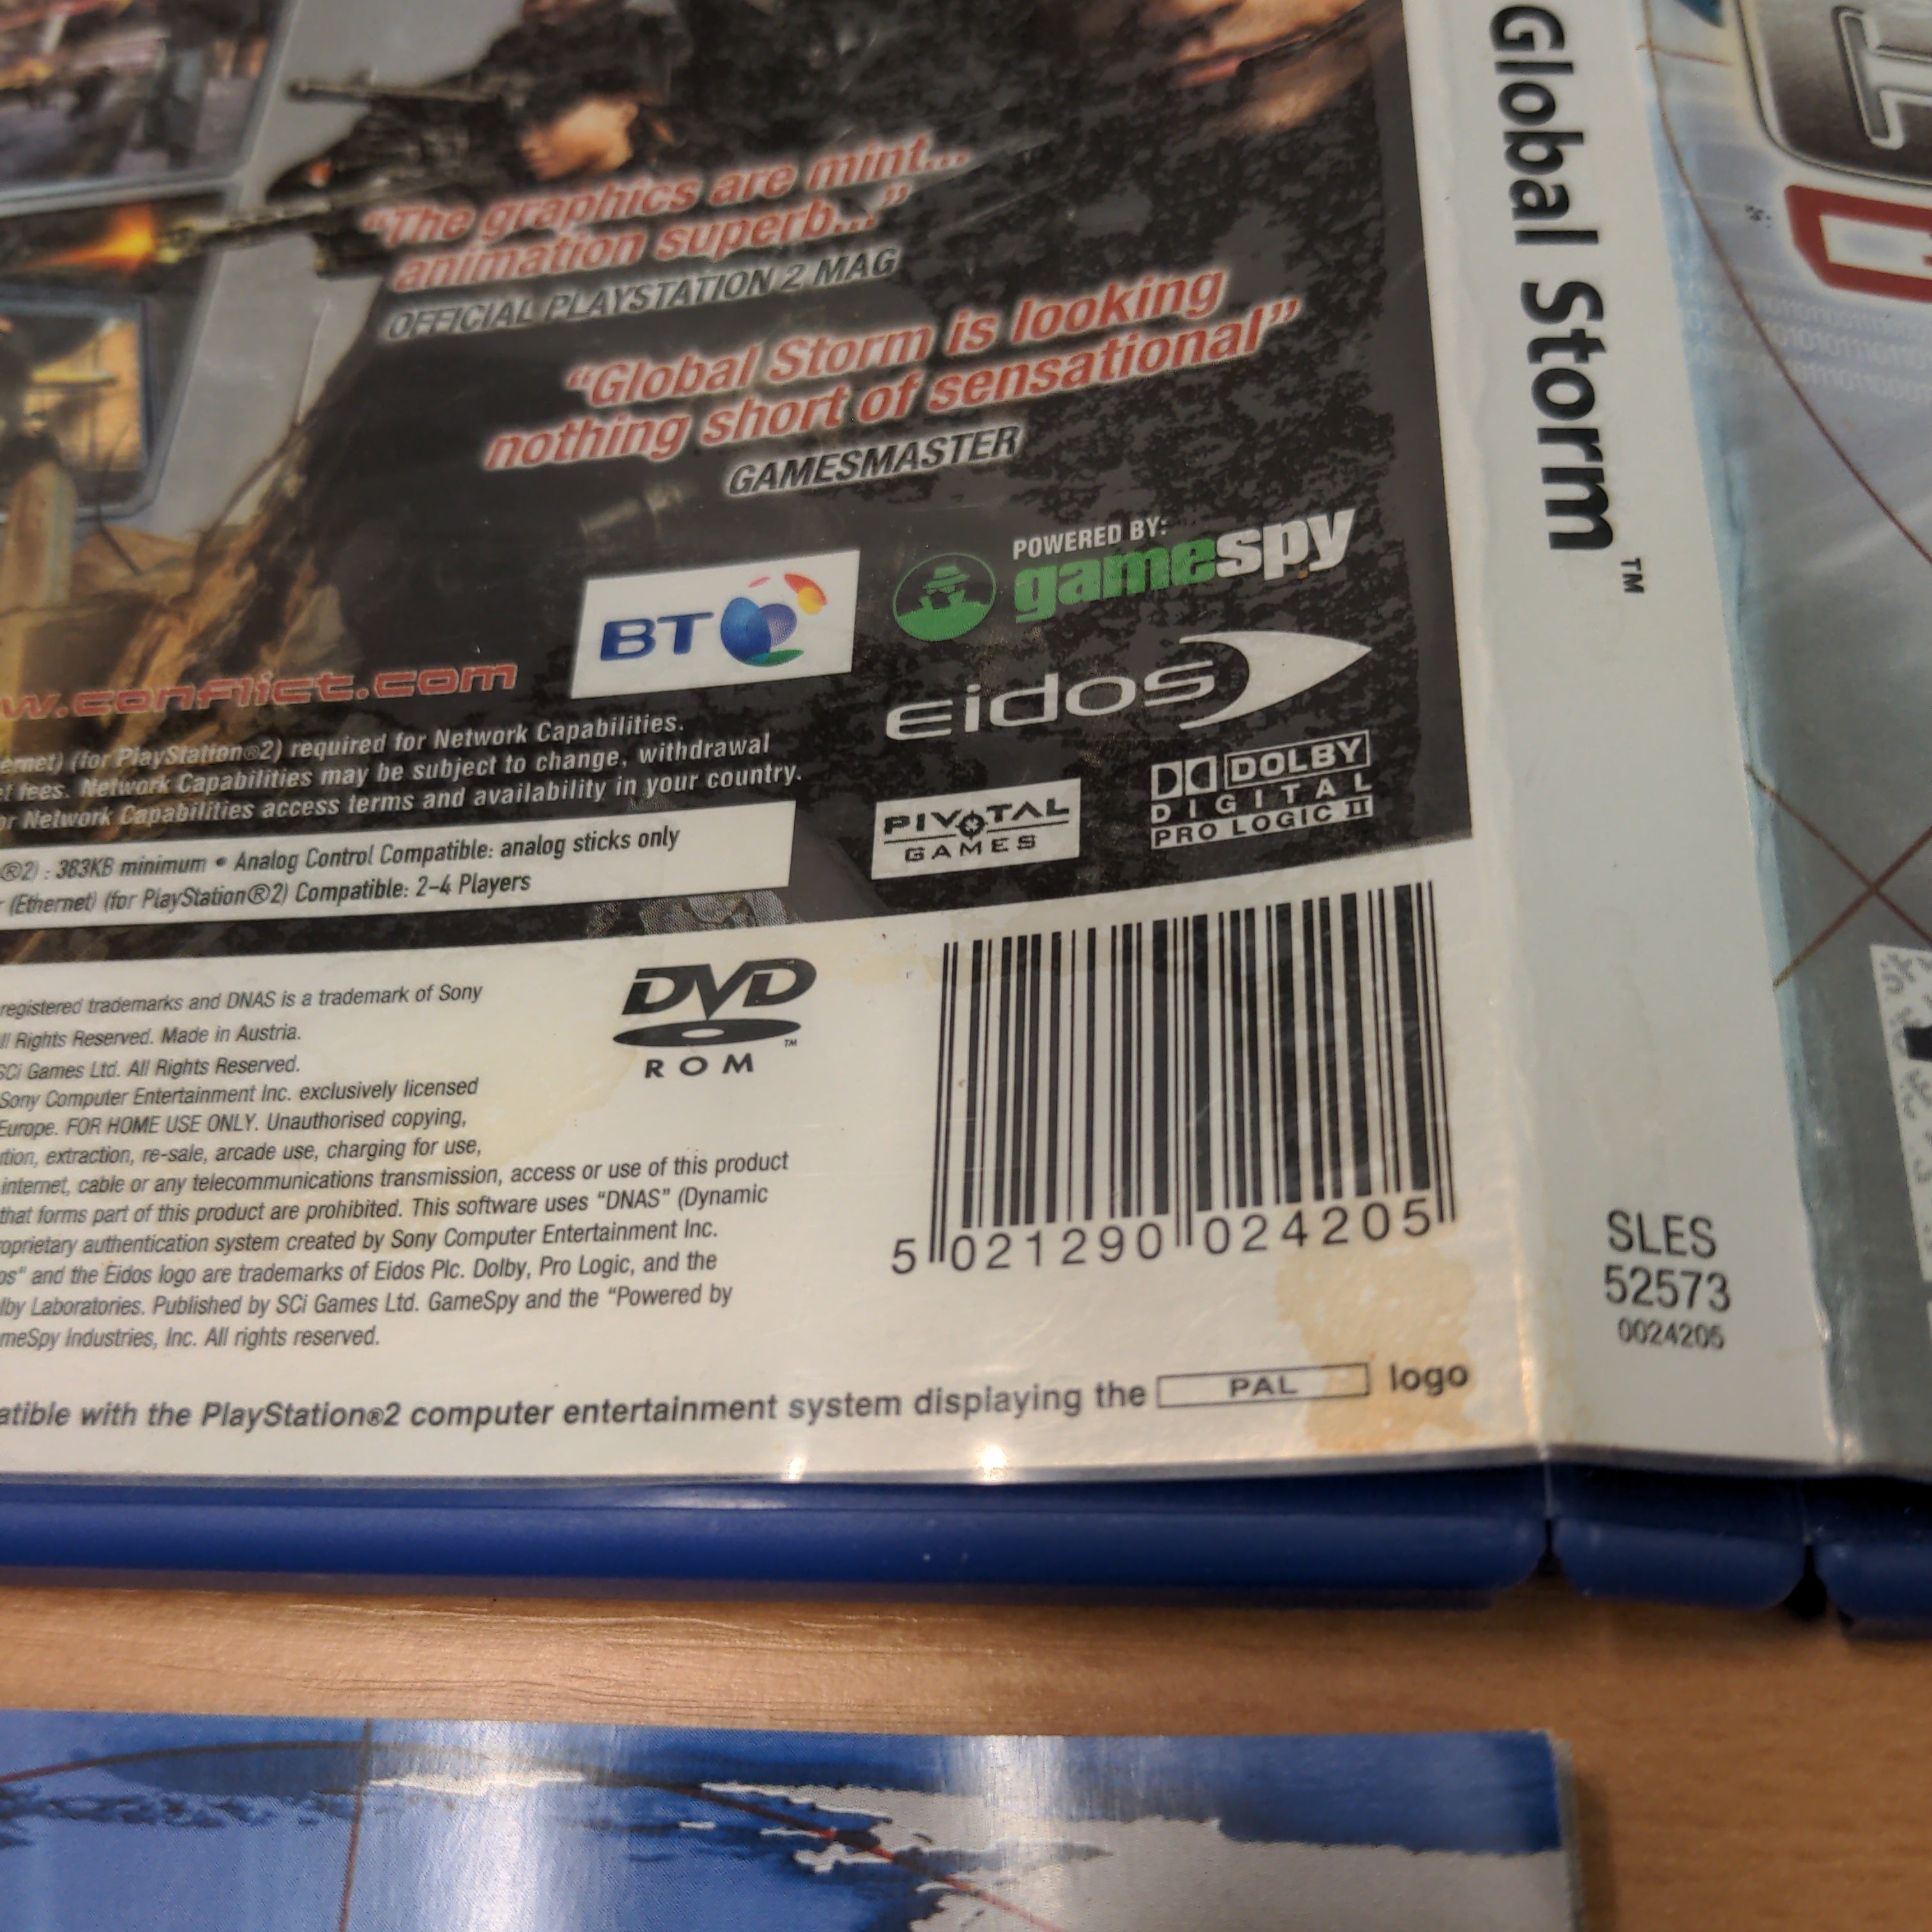 “The graphics are mint...
animation superb...”
OFFICIAL PLAYSTATION 2 MAG
“Global Storm is looking
nothing short of sensational”
GAMESMASTER
BT
POWERED BY:
gamespy
eidos
w.conflict.com
(for PlayStation®2) required for Network Capabilities.
fees. Network Capabilities may be subject to change, withdrawal
or Network Capabilities access terms and availability in your country.
®2) : 383KB minimum • Analog Control Compatible: analog sticks only
(Ethernet) (for PlayStation®2) Compatible: 2–4 Players
PIVOTAL
GAMES
DOLBY
DIGITAL
PRO LOGIC II
registered trademarks and DNAS is a trademark of Sony
ll Rights Reserved. Made in Austria.
SCi Games Ltd. All Rights Reserved.
Sony Computer Entertainment Inc. exclusively licensed
Europe. FOR HOME USE ONLY. Unauthorised copying,
extraction, re-sale, arcade use, charging for use,
internet, cable or any telecommunications transmission, access or use of this product
that forms part of this product are prohibited. This software uses “DNAS” (Dynamic
oprietary authentication system created by Sony Computer Entertainment Inc.
os" and the Eidos logo are trademarks of Eidos Plc. Dolby, Pro Logic, and the
lby Laboratories. Published by SCi Games Ltd. GameSpy and the “Powered by
meSpy Industries, Inc. All rights reserved.
DVD
ROM™
5 021290 024205
atible with the PlayStation®2 computer entertainment system displaying the PAL logo
Global Storm™
SLES
52573
0024205